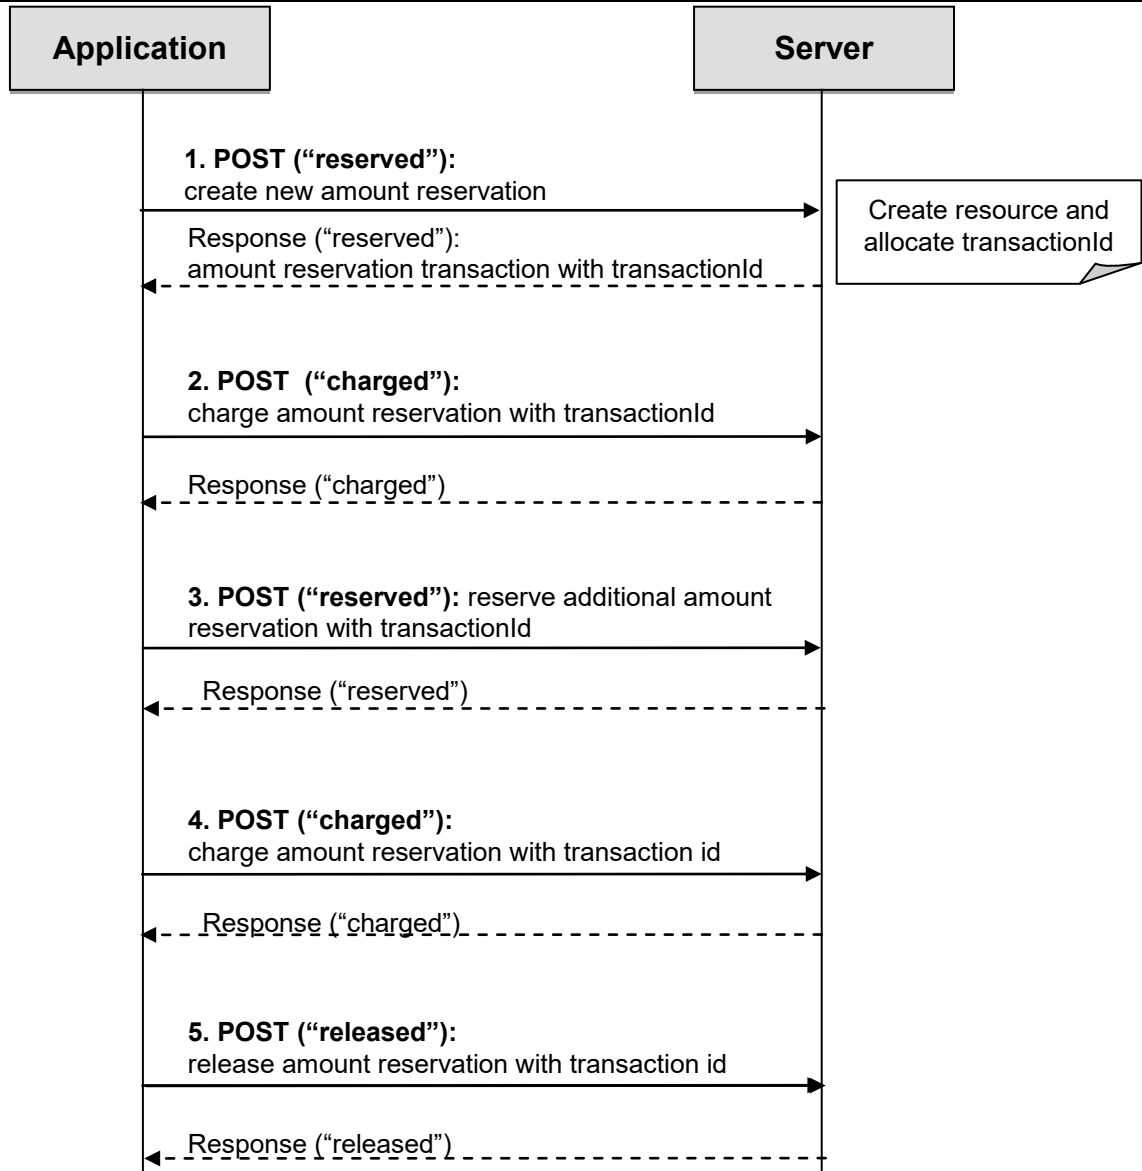 Application
Server
1. POST (“reserved”):
create new amount reservation
Create resource and
allocate transactionId
Response (“reserved”):
amount reservation transaction with transactionId
2. POST  (“charged”):
charge amount reservation with transactionId
Response (“charged”)
3. POST (“reserved”): reserve additional amount
reservation with transactionId
Response (“reserved”)
4. POST (“charged”):
charge amount reservation with transaction id
Response (“charged”)
5. POST (“released”):
release amount reservation with transaction id
Response (“released”)